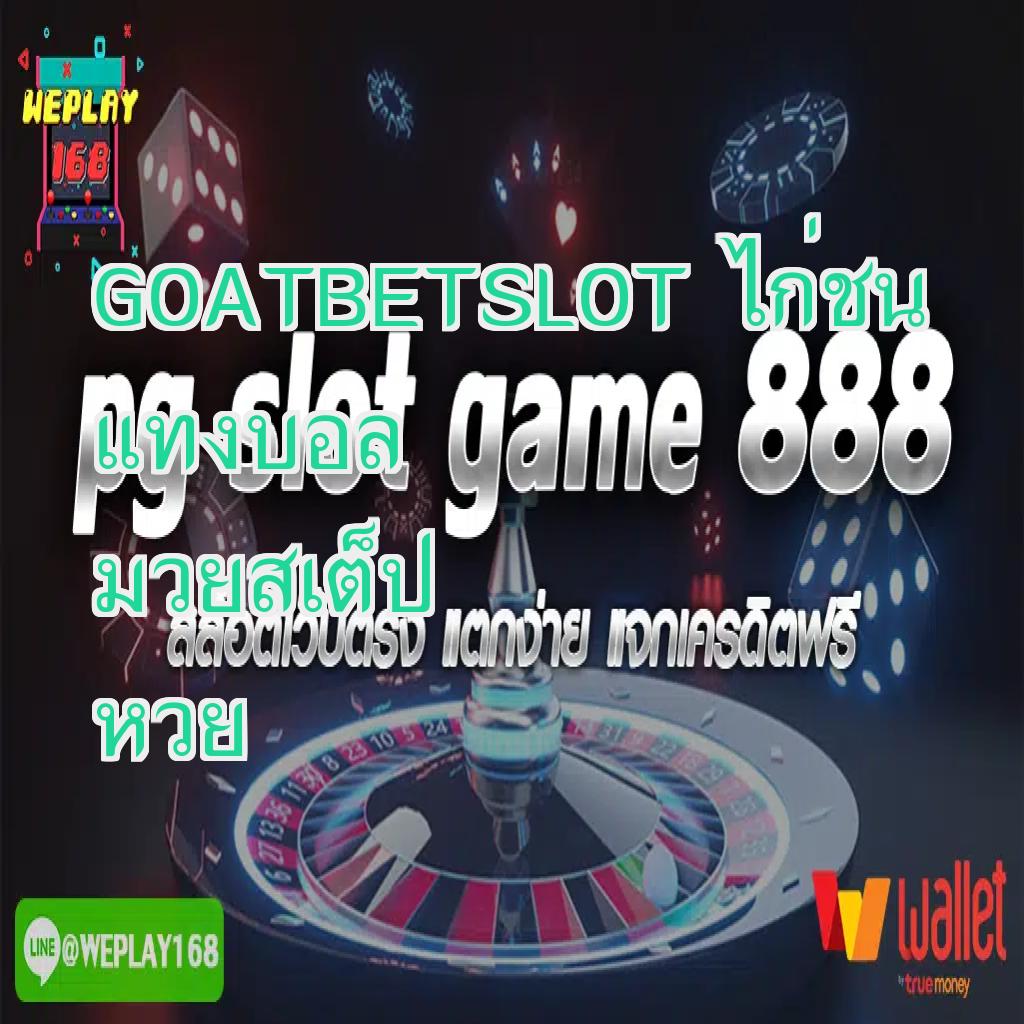 WEPLAY
168
GOATBETSLOT ไก่ชน
pg slot game 888
แทงบอล
มวยสเต็ป
สล็อตเว็บตรง แตกง่าย แจกเครดิตฟรี
หวย
LINE @WEPLAY168
wallet
by truemoney